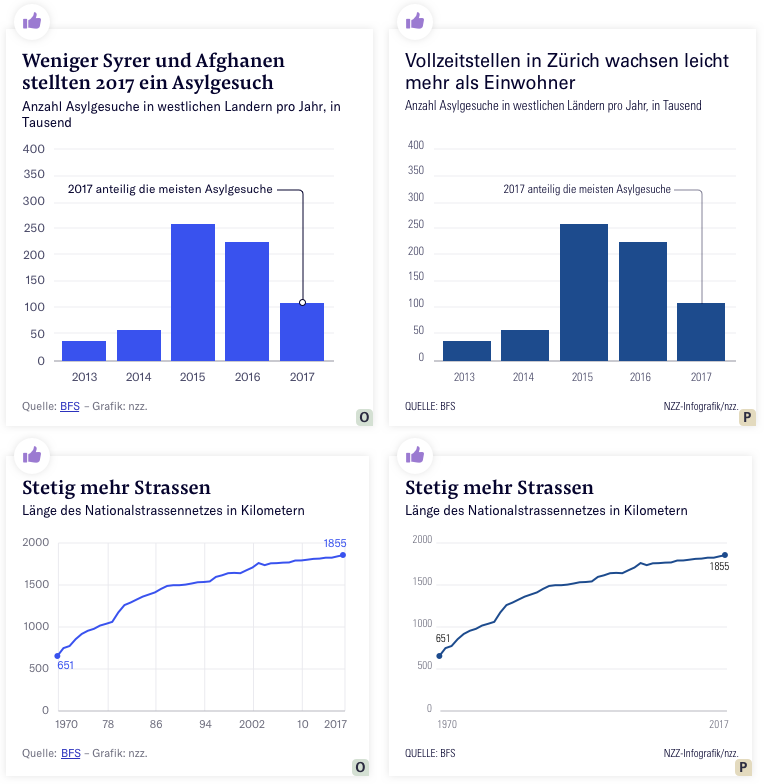 Weniger Syrer und Afghanen
stellten 2017 ein Asylgesuch
Anzahl Asylgesuche in westlichen Landern pro Jahr, in
Tausend
400
350
2017 anteilig die meisten Asylgesuche
300
250
200
150
100
50
0
2013 2014 2015 2016 2017
Quelle: BFS – Grafik: nzz.
O
Vollzeitstellen in Zürich wachsen leicht
mehr als Einwohner
Anzahl Asylgesuche in westlichen Ländern pro Jahr, in Tausend
400
350
2017 anteilig die meisten Asylgesuche
300
250
200
150
100
50
0
2013 2014 2015 2016 2017
QUELLE: BFS NZZ-Infografik/nzz.
P
Stetig mehr Strassen
Länge des Nationalstrassennetzes in Kilometern
2000
1855
1500
1000
651
500
0
1970 78 86 94 2002 10 2017
Quelle: BFS – Grafik: nzz.
O
Stetig mehr Strassen
Länge des Nationalstrassennetzes in Kilometern
2000
1855
1500
1000
651
500
0
1970 2017
QUELLE: BFS NZZ-Infografik/nzz.
P